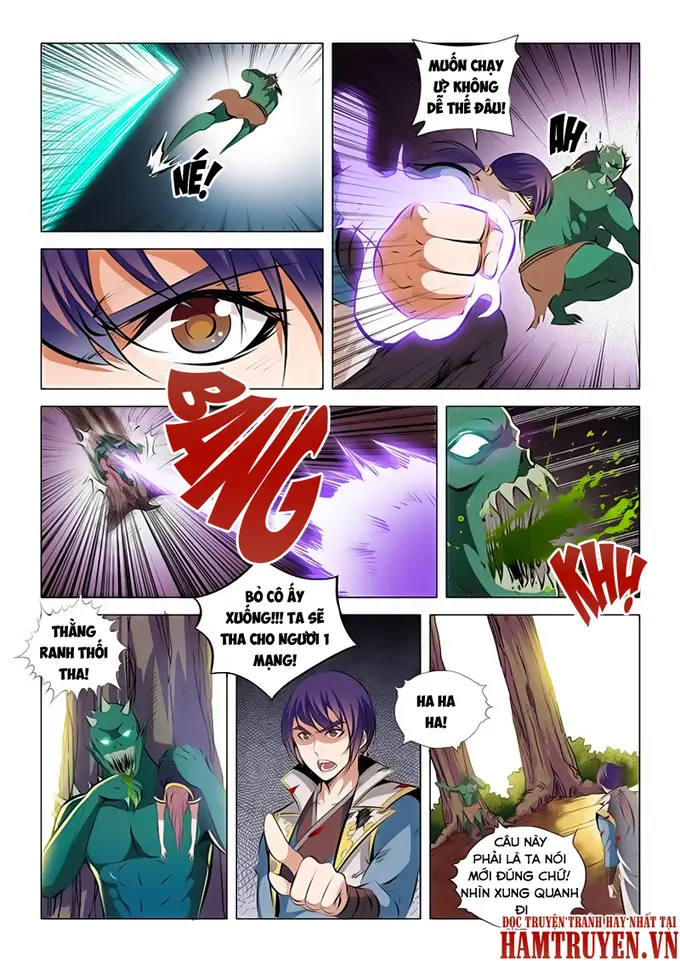 NÉ!
MUỐN CHẠY
Ư? KHÔNG
DỄ THẾ ĐÂU!
AH
BANG
KHỤ
THẰNG
RANH THỐI
THA!
BỎ CÔ ẤY
XUỐNG!!! TA SẼ
THA CHO NGƯƠI 1
MẠNG!
HA HA
HA!
CÂU NÀY
PHẢI LÀ TA NÓI
MỚI ĐÚNG CHỨ!
NHÌN XUNG QUANH
ĐI
ĐỌC TRUYỆN TRANH HAY NHẤT TẠI
HAMTRUYEN.VN